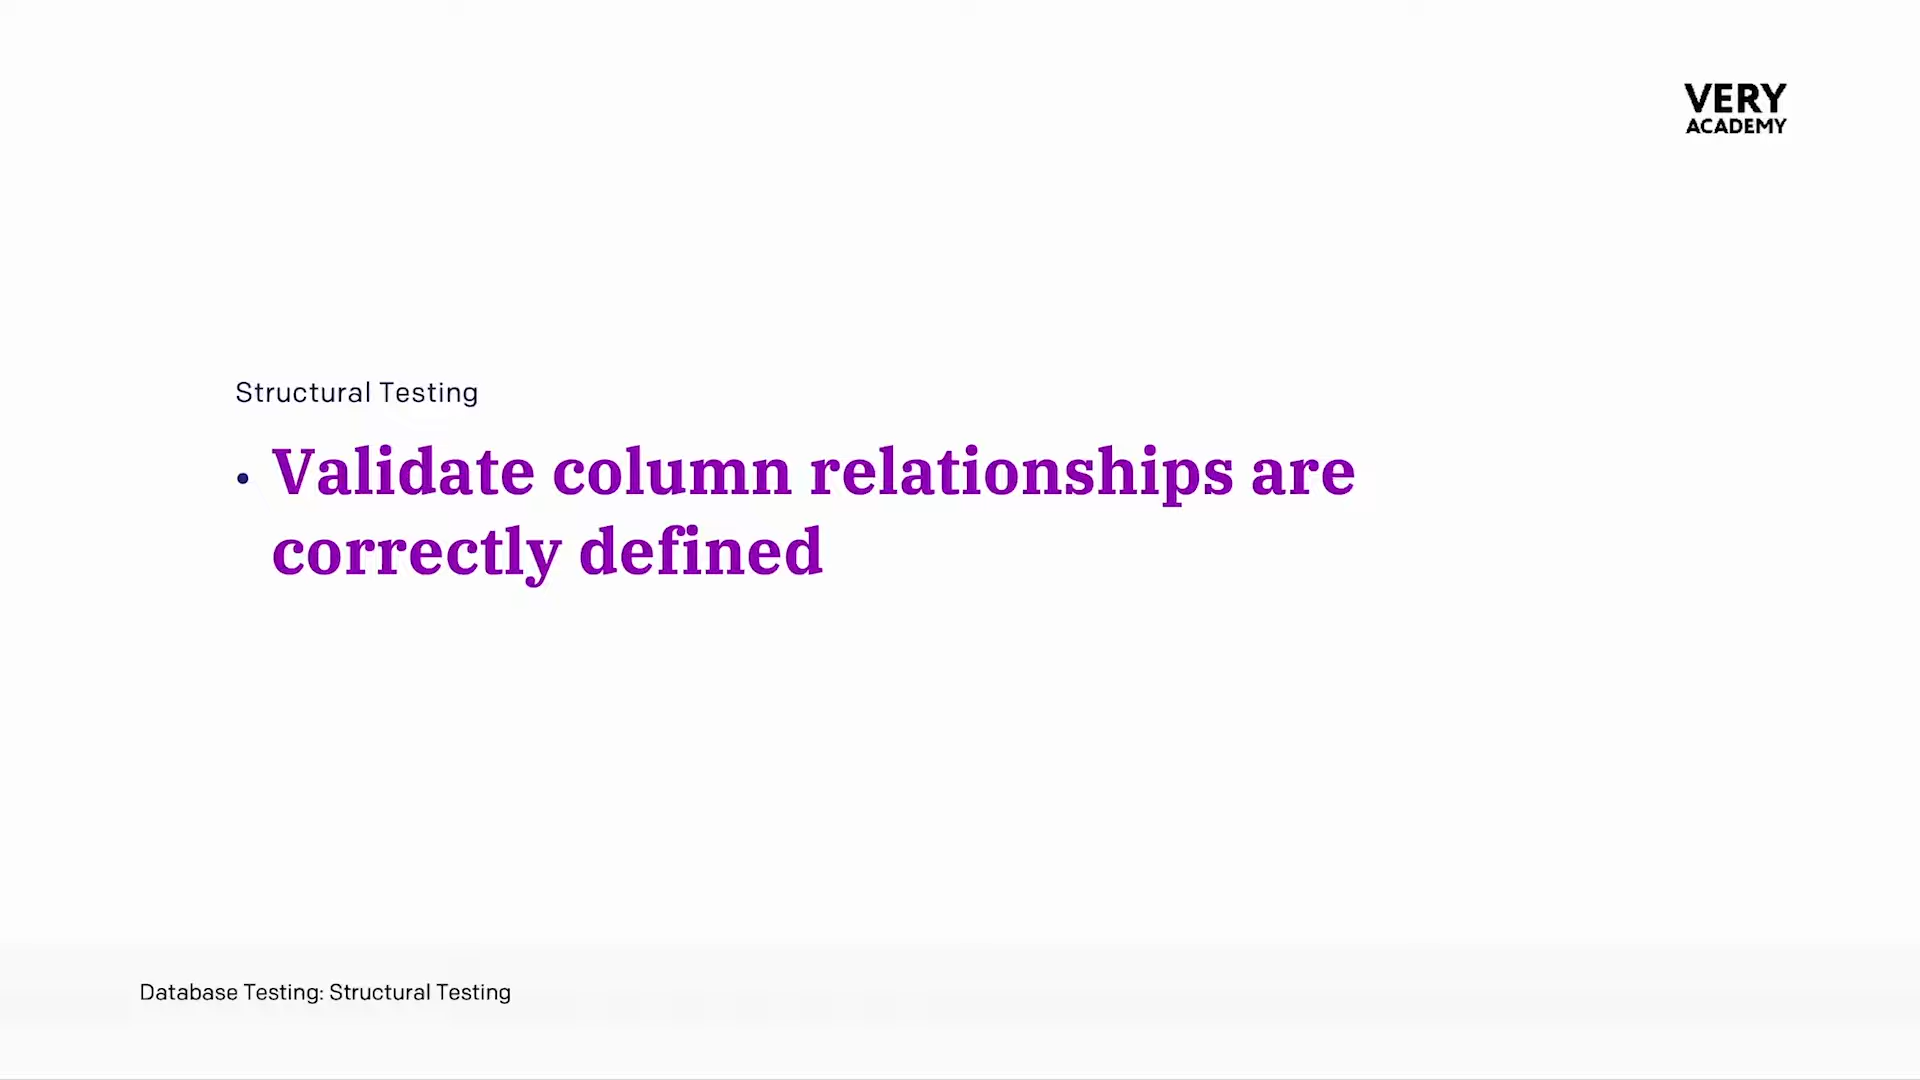 VERY
ACADEMY
Structural Testing
• Validate column relationships are
correctly defined
Database Testing: Structural Testing